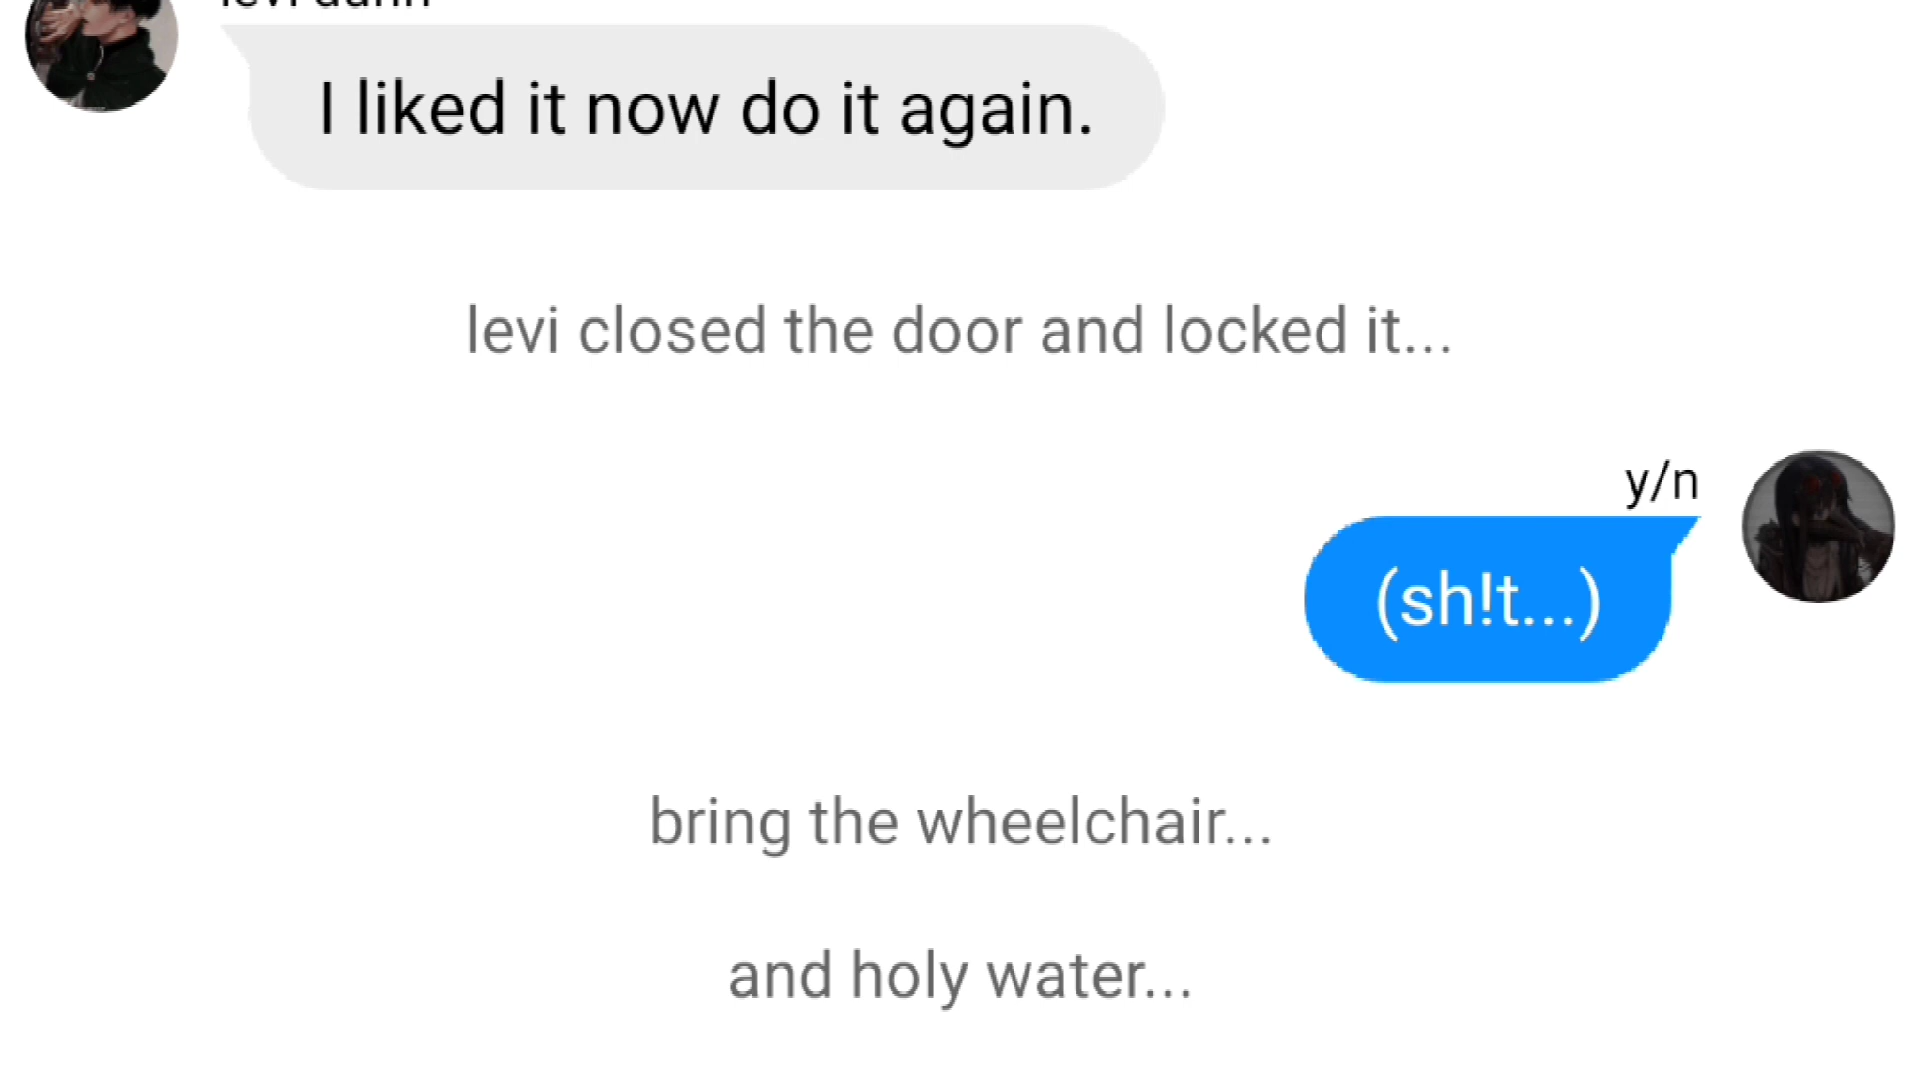 I liked it now do it again.
levi closed the door and locked it...
y/n
(sh!t...)
bring the wheelchair...
and holy water...